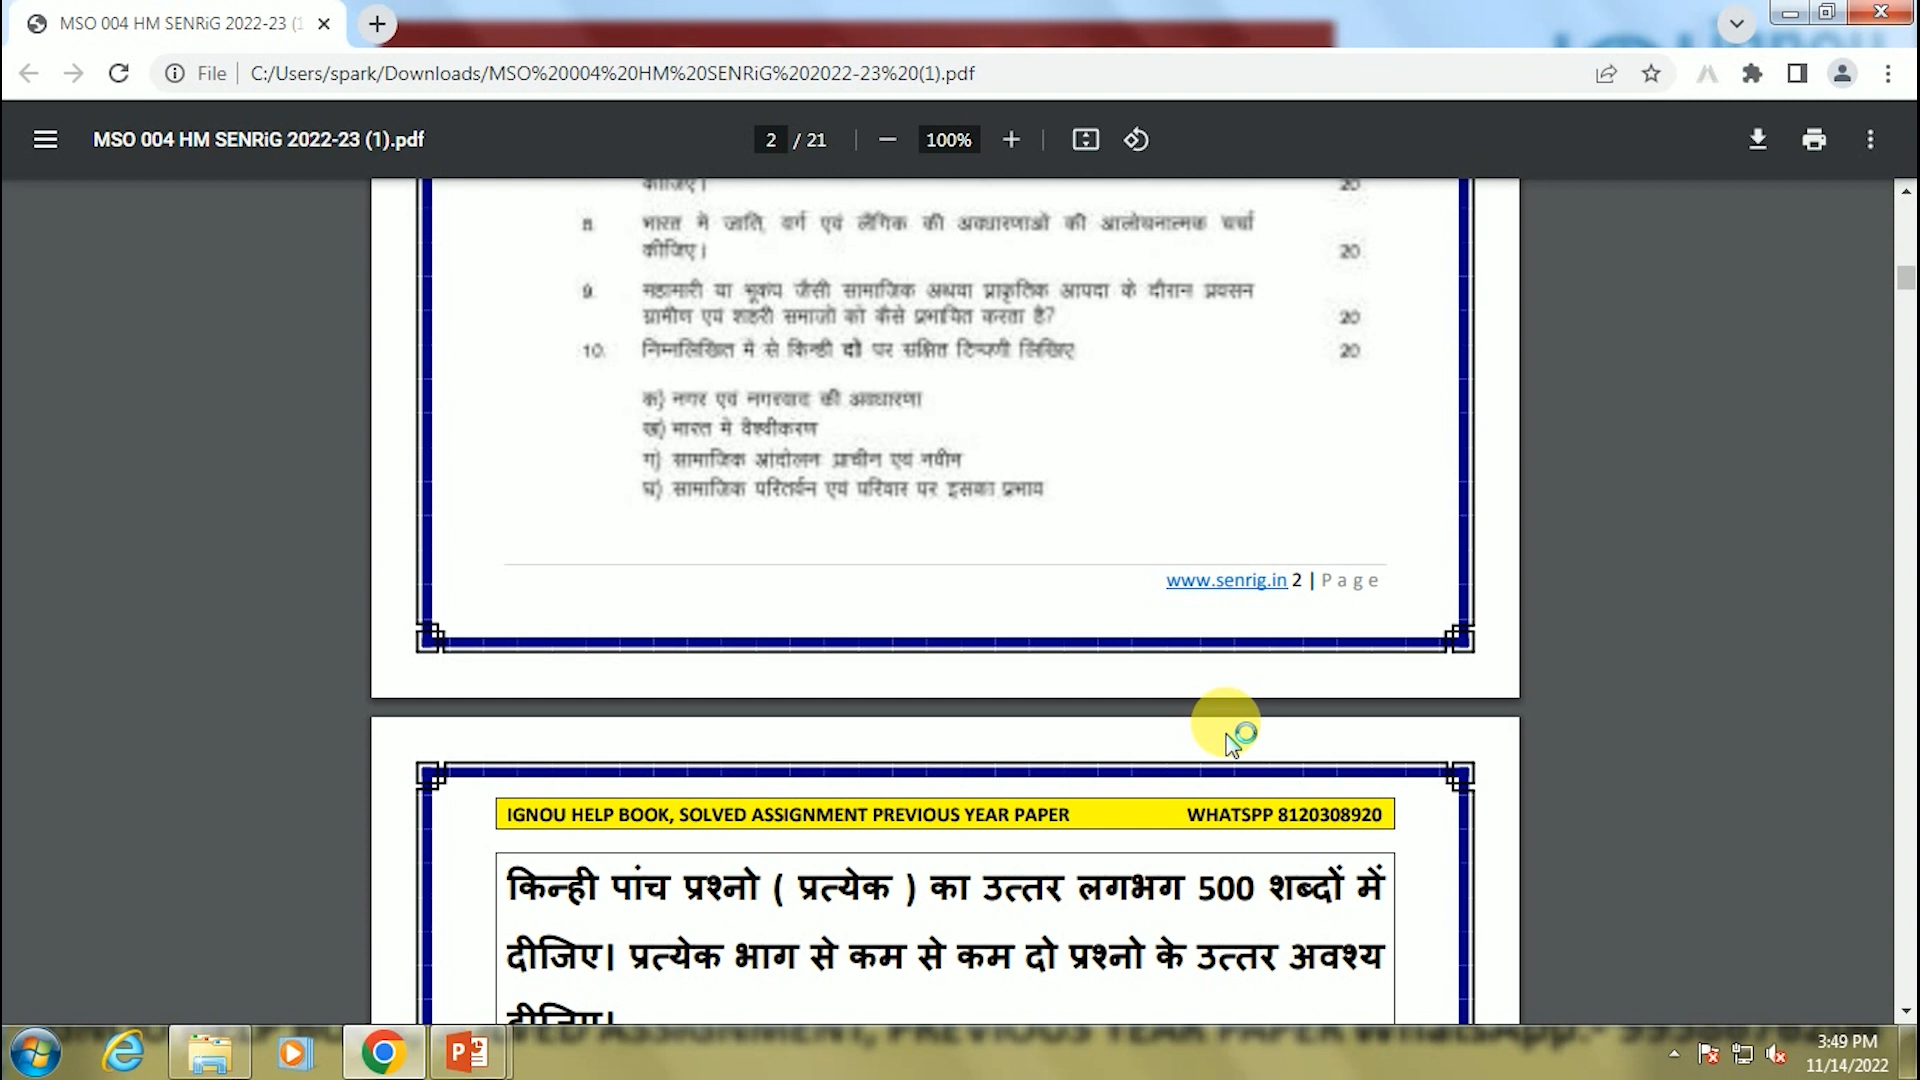 MSO 004 HM SENRiG 2022-23 (1
File C:/Users/spark/Downloads/MSO%20004%20HM%20SENRiG%202022-23%20(1).pdf
MSO 004 HM SENRiG 2022-23 (1).pdf 2 / 21 100%
कीजिए। 20
8. भारत में जाति, वर्ग एवं लैंगिक की अवधारणाओं की आलोचनात्मक चर्चा
कीजिए। 20
9. महामारी या भूकंप जैसी सामाजिक अथवा प्राकृतिक आपदा के दौरान प्रवसन
ग्रामीण एवं शहरी समाजों को कैसे प्रभावित करता है? 20
10. निम्नलिखित में से किन्ही दो पर संक्षित टिप्पणी लिखिए 20
क) नगर एवं नगरवाद की अवधारणा
ख) भारत में वैश्वीकरण
ग) सामाजिक आंदोलन प्राचीन एवं नवीन
घ) सामाजिक परितर्वन एवं परिवार पर इसका प्रभाव
www.senrig.in 2 | Page
IGNOU HELP BOOK, SOLVED ASSIGNMENT PREVIOUS YEAR PAPER WHATSPP 8120308920
किन्ही पांच प्रश्नो ( प्रत्येक ) का उत्तर लगभग 500 शब्दों में
दीजिए। प्रत्येक भाग से कम से कम दो प्रश्नो के उत्तर अवश्य
दीजिए।
3:49 PM
11/14/2022